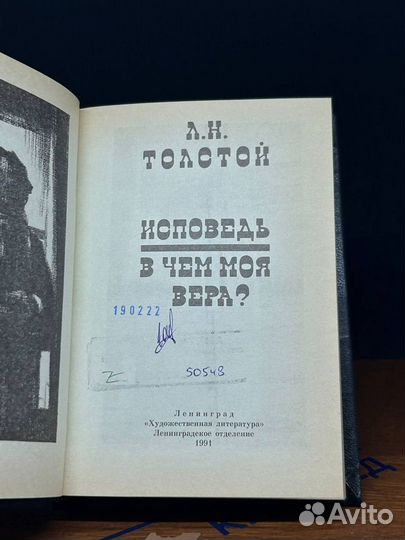 Л.Н.
ТОЛСТОЙ
ИСПОВЕДЬ
В ЧЕМ МОЯ
ВЕРА?
190222
50548
Ленинград
«Художественная литература»
Ленинградское отделение
1991
Avito